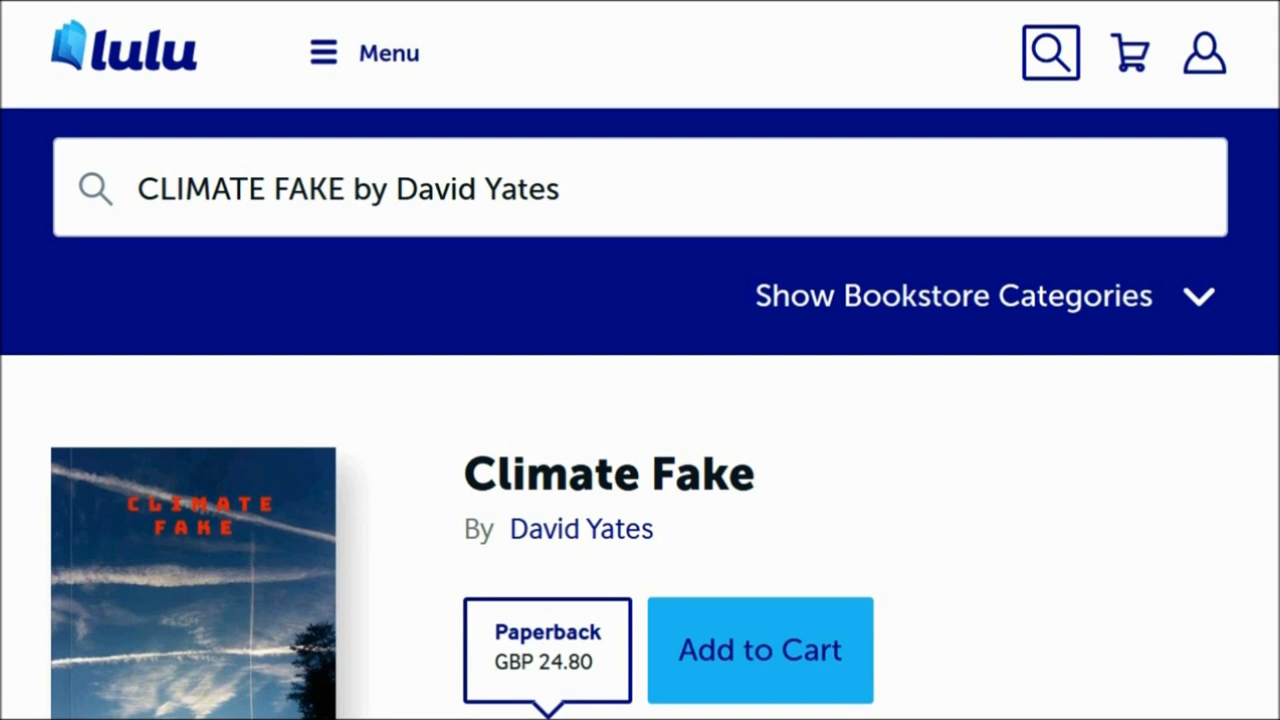 lulu
Menu
CLIMATE FAKE by David Yates
Show Bookstore Categories
CLIMATE
FAKE
Climate Fake
By David Yates
Paperback
GBP 24.80
Add to Cart